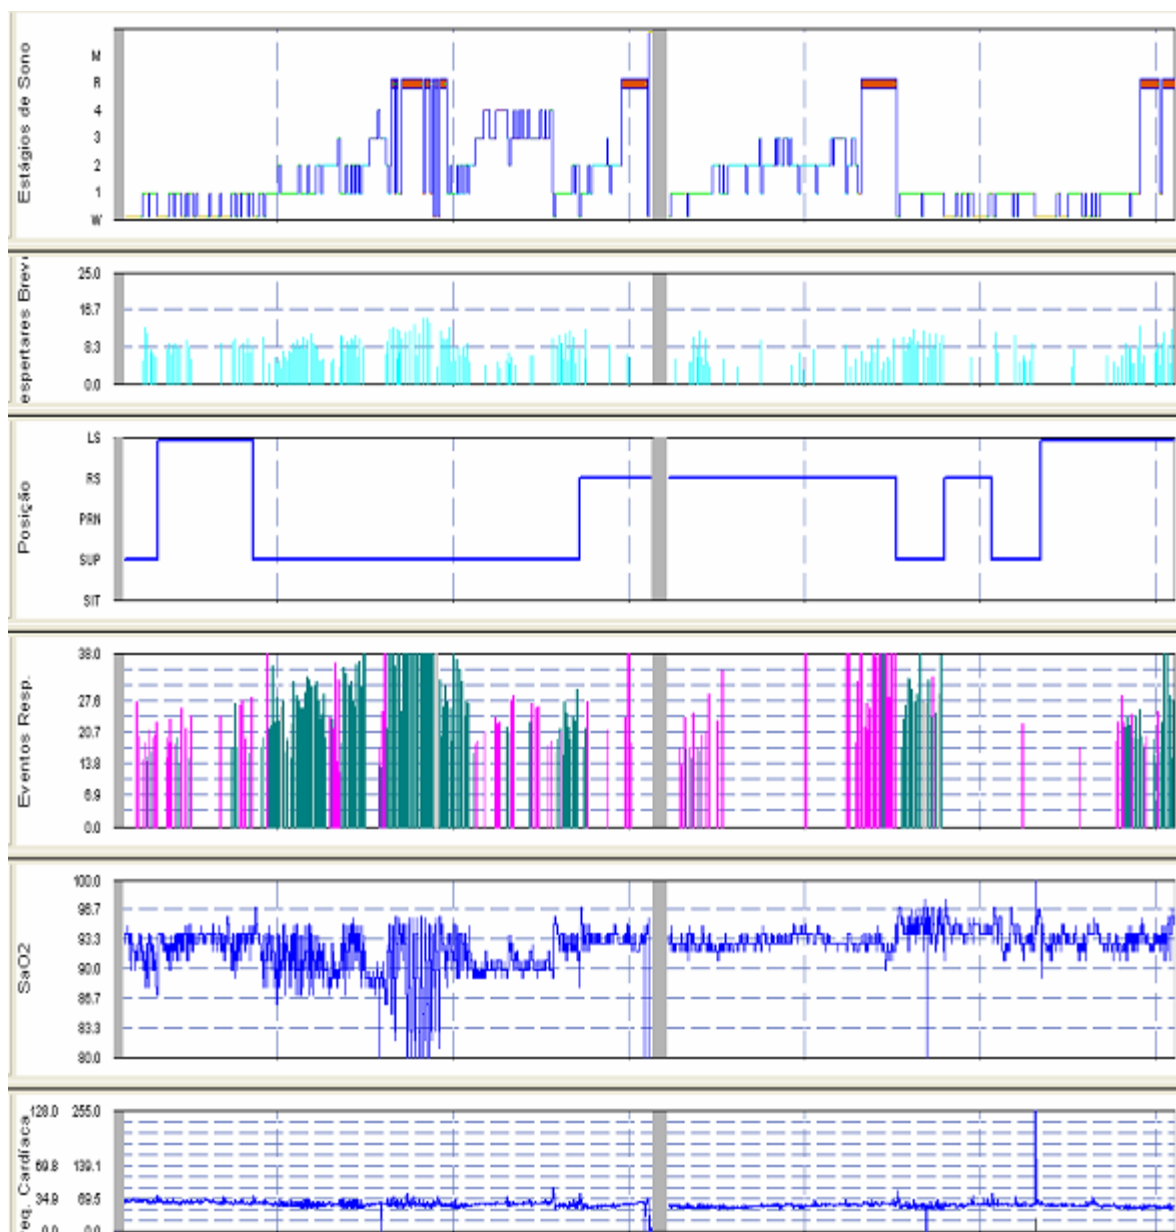 Estágios de Sono
M
R
4
3
2
1
W
espertares Brevi
25.0
16.7
8.3
0.0
Posição
LS
RS
PRN
SUP
SIT
Eventos Resp.
38.0
27.6
20.7
13.8
6.9
0.0
SaO2
100.0
96.7
93.3
90.0
86.7
83.3
80.0
eq. Cardíaca
128.0 255.0
69.8 139.1
34.9 69.5
0.0 0.0